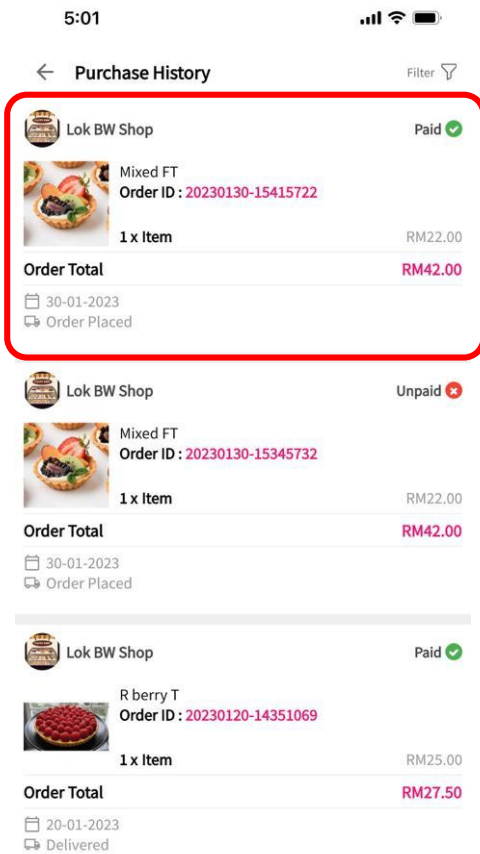 5:01
Purchase History
Filter
Lok BW Shop
Paid
Mixed FT
Order ID : 20230130-15415722
1 x Item
RM22.00
Order Total
RM42.00
30-01-2023
Order Placed
Lok BW Shop
Unpaid
Mixed FT
Order ID : 20230130-15345732
1 x Item
RM22.00
Order Total
RM42.00
30-01-2023
Order Placed
Lok BW Shop
Paid
R berry T
Order ID : 20230120-14351069
1 x Item
RM25.00
Order Total
RM27.50
20-01-2023
Delivered